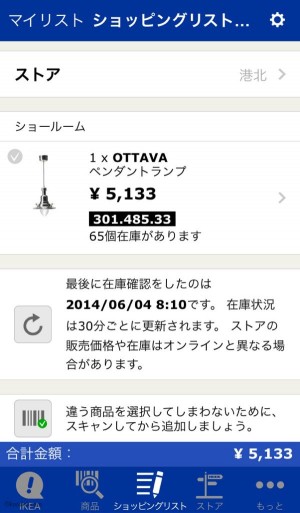 マイリスト ショッピングリスト...
ストア
港北
ショールーム
1 x OTTAVA
ペンダントランプ
¥ 5,133
301.485.33
65個在庫があります
最後に在庫確認をしたのは
2014/06/04 8:10です。 在庫状況
は30分ごとに更新されます。 ストアの
販売価格や在庫はオンラインと異なる場
合があります。
違う商品を選択してしまわないために、
スキャンしてから追加しましょう。
合計金額：
¥ 5,133
iKEA
商品
ショッピングリスト
ストア
もっと